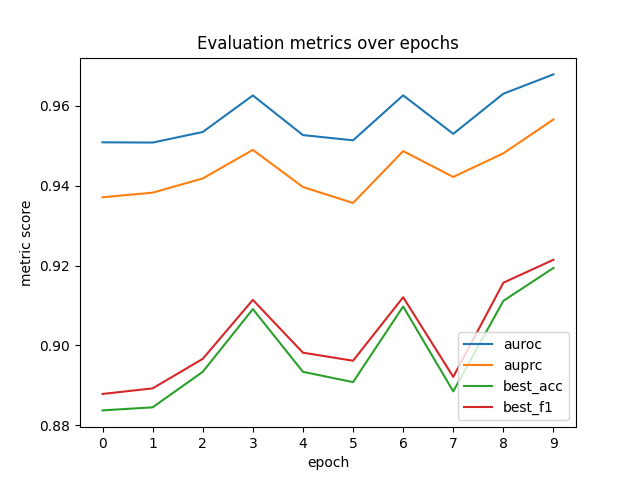 Evaluation metrics over epochs
metric score
0.96
0.94
0.92
0.90
0.88
auroc
auprc
best_acc
best_f1
0 1 2 3 4 5 6 7 8 9
epoch